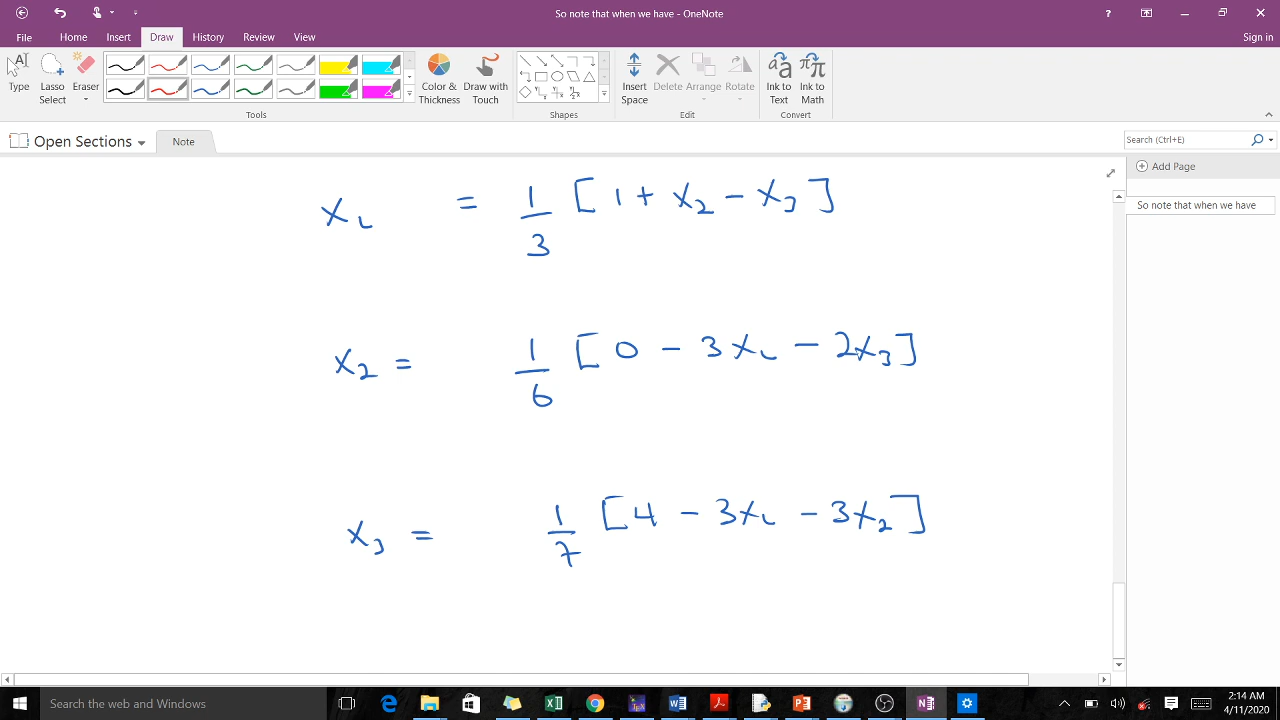 So note that when we have - OneNote
File Home Insert Draw History Review View Sign in
Type Lasso Select Eraser Color & Thickness Draw with Touch Insert Space Delete Arrange Rotate Ink to Text Ink to Math
Tools Shapes Edit Convert
Open Sections Note Search (Ctrl+E)
Add Page
So note that when we have
x₁ = 1/3 [1 + x₂ - x₃]
x₂ = 1/6 [0 - 3x₁ - 2x₃]
x₃ = 1/7 [4 - 3x₁ - 3x₂]
Search the web and Windows
2:14 AM
4/11/2020